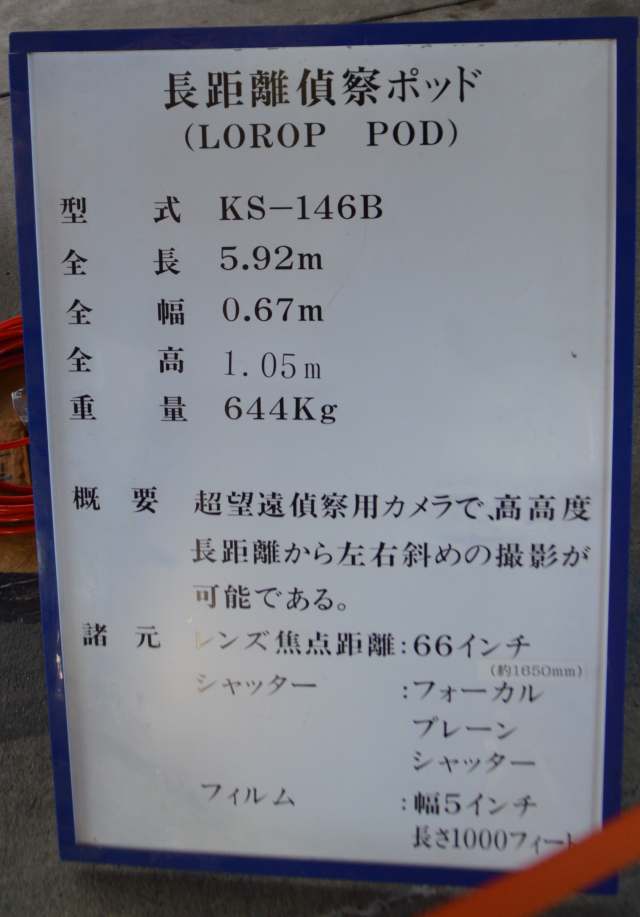 長距離偵察ポッド
(LOROP POD)
型 式 KS-146B
全 長 5.92m
全 幅 0.67m
全 高 1.05m
重 量 644Kg
概 要 超望遠偵察用カメラで、高高度
長距離から左右斜めの撮影が
可能である。
諸 元 レンズ焦点距離:66インチ
(約1650mm)
シャッター :フォーカル
プレーン
シャッター
フィルム :幅5インチ
長さ1000フィート